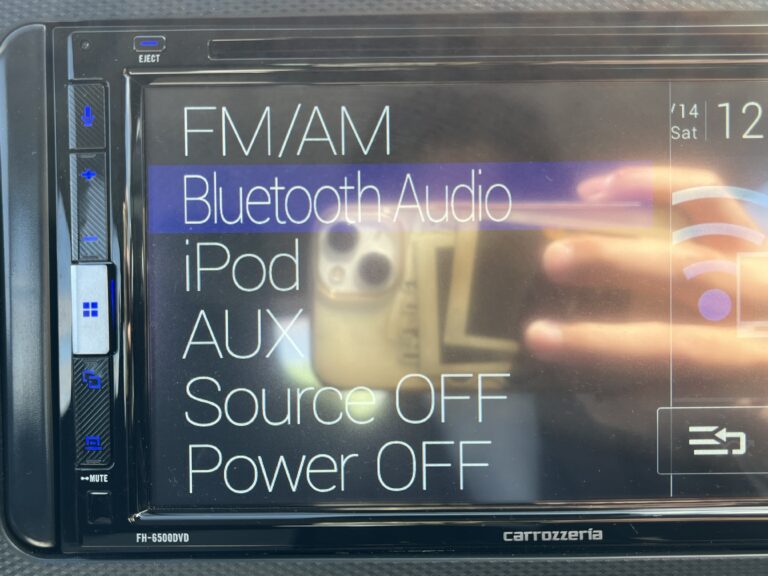 EJECT
FM/AM
'14
Sat
12
Bluetooth Audio
iPod
AUX
Source OFF
Power OFF
MUTE
FH-6500DVD
carrozzeria